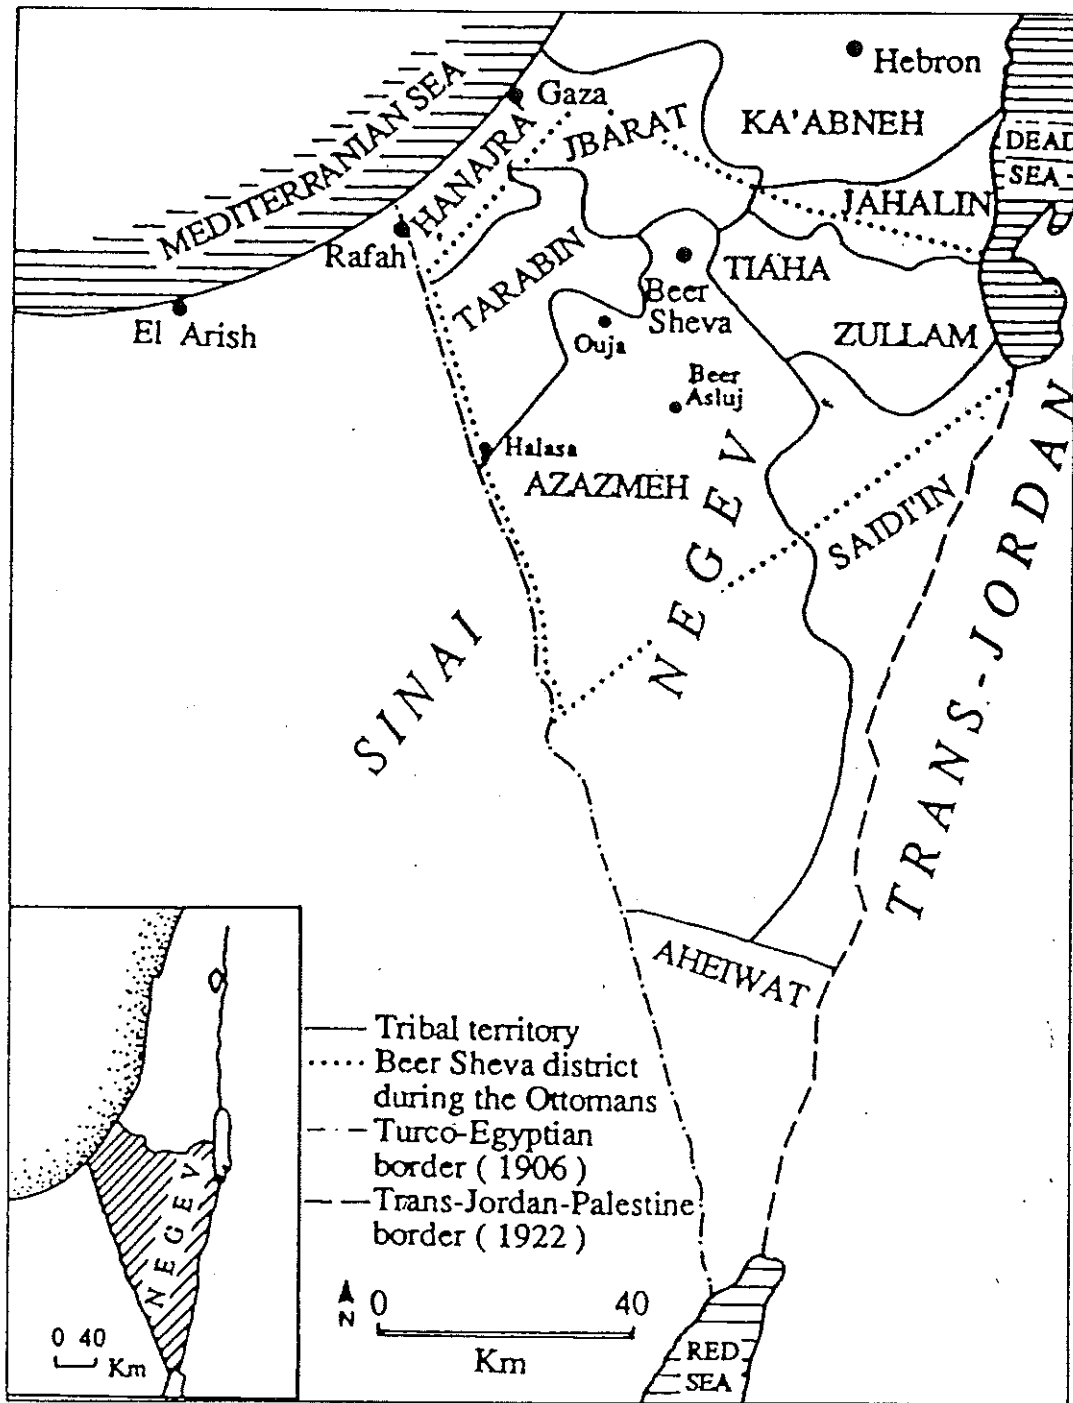 Hebron
Gaza
MEDITERRANIAN SEA
KA'ABNEH
JBARAT
HANAJRA
DEAD
SEA
JAHALIN
Rafah
TARABIN
TIAHA
Beer
Sheva
El Arish
Ouja
ZULLAM
Beer
Asluj
Halasa
AZAZMEH
NEGEV
SAIDI'IN
SINAI
TRANS-JORDAN
AHEIWAT
Tribal territory
Beer Sheva district
during the Ottomans
Turco-Egyptian
border ( 1906 )
Trans-Jordan-Palestine
border ( 1922 )
N
0 40
Km
NEGEV
0 40
Km
RED
SEA